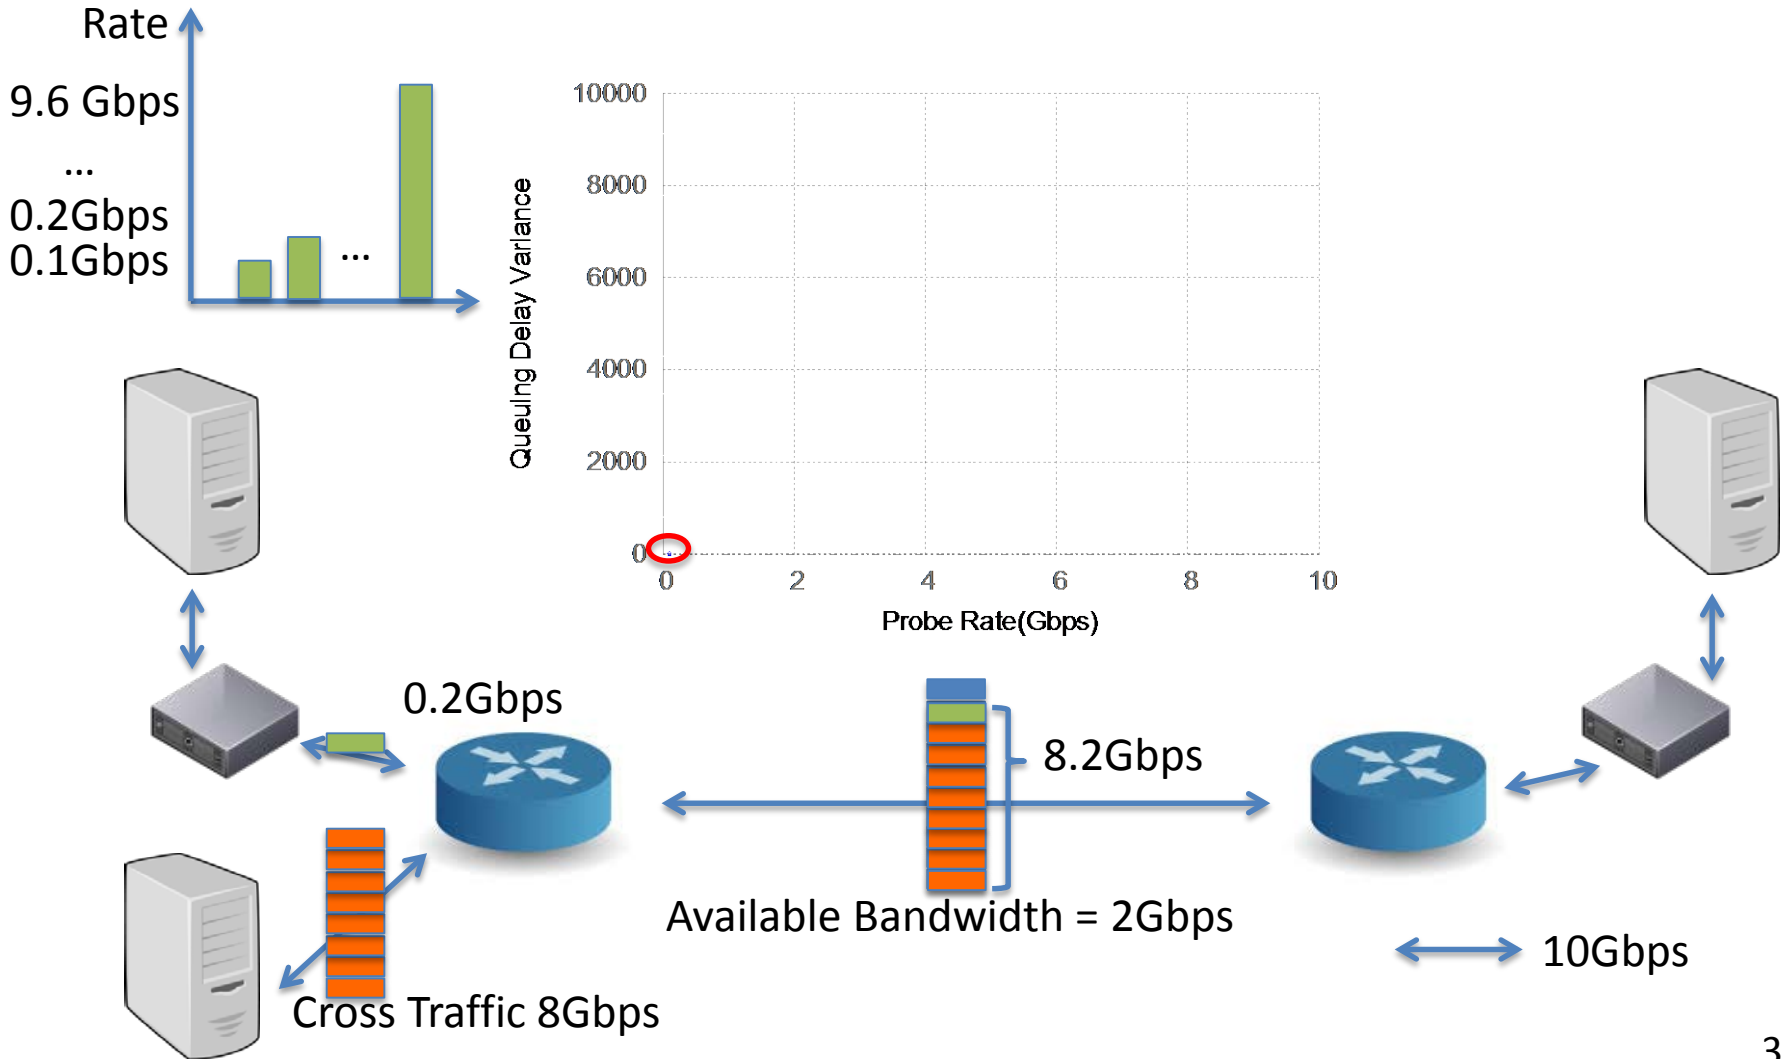 Rate
9.6 Gbps
...
0.2Gbps
0.1Gbps
...
10000
8000
6000
4000
2000
0
Queuing Delay Variance
0 2 4 6 8 10
Probe Rate(Gbps)
0.2Gbps
8.2Gbps
Available Bandwidth = 2Gbps
10Gbps
Cross Traffic 8Gbps
3